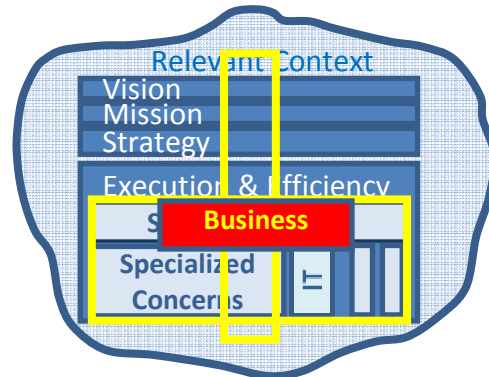 Relevant Context
Vision
Mission
Strategy
Execution & Efficiency
S
Business
Specialized
Concerns
IT